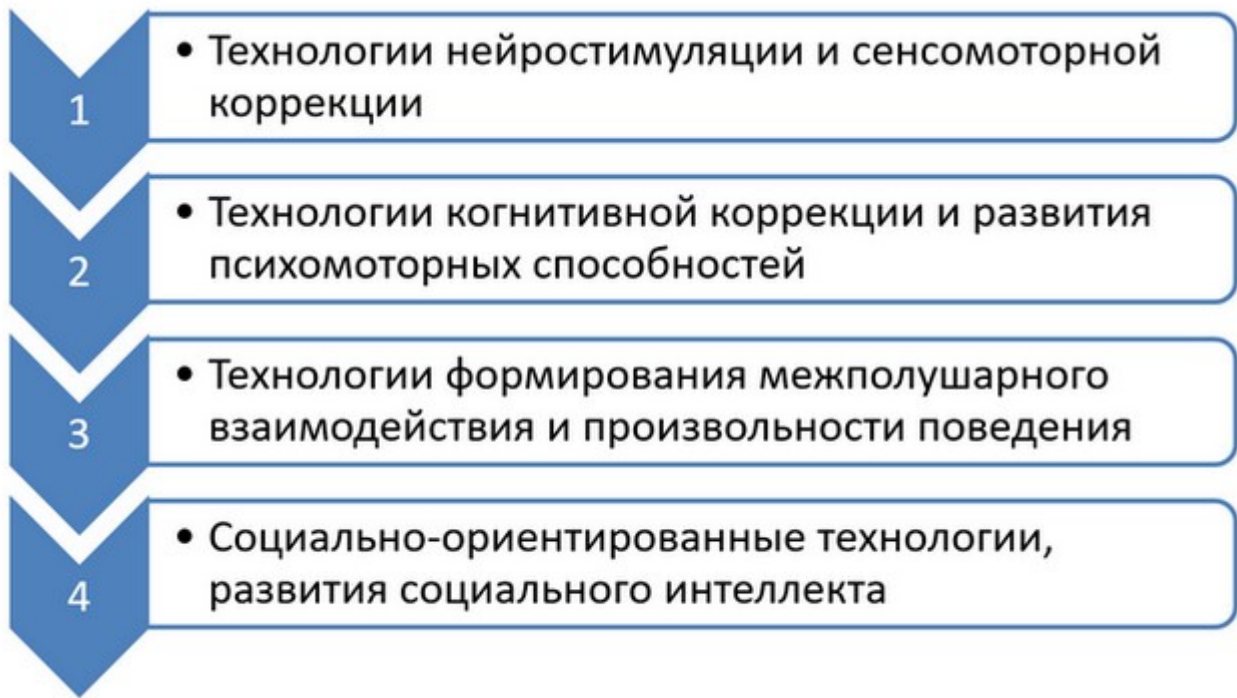 1
• Технологии нейростимуляции и сенсомоторной
коррекции
2
• Технологии когнитивной коррекции и развития
психомоторных способностей
3
• Технологии формирования межполушарного
взаимодействия и произвольности поведения
4
• Социально-ориентированные технологии,
развития социального интеллекта